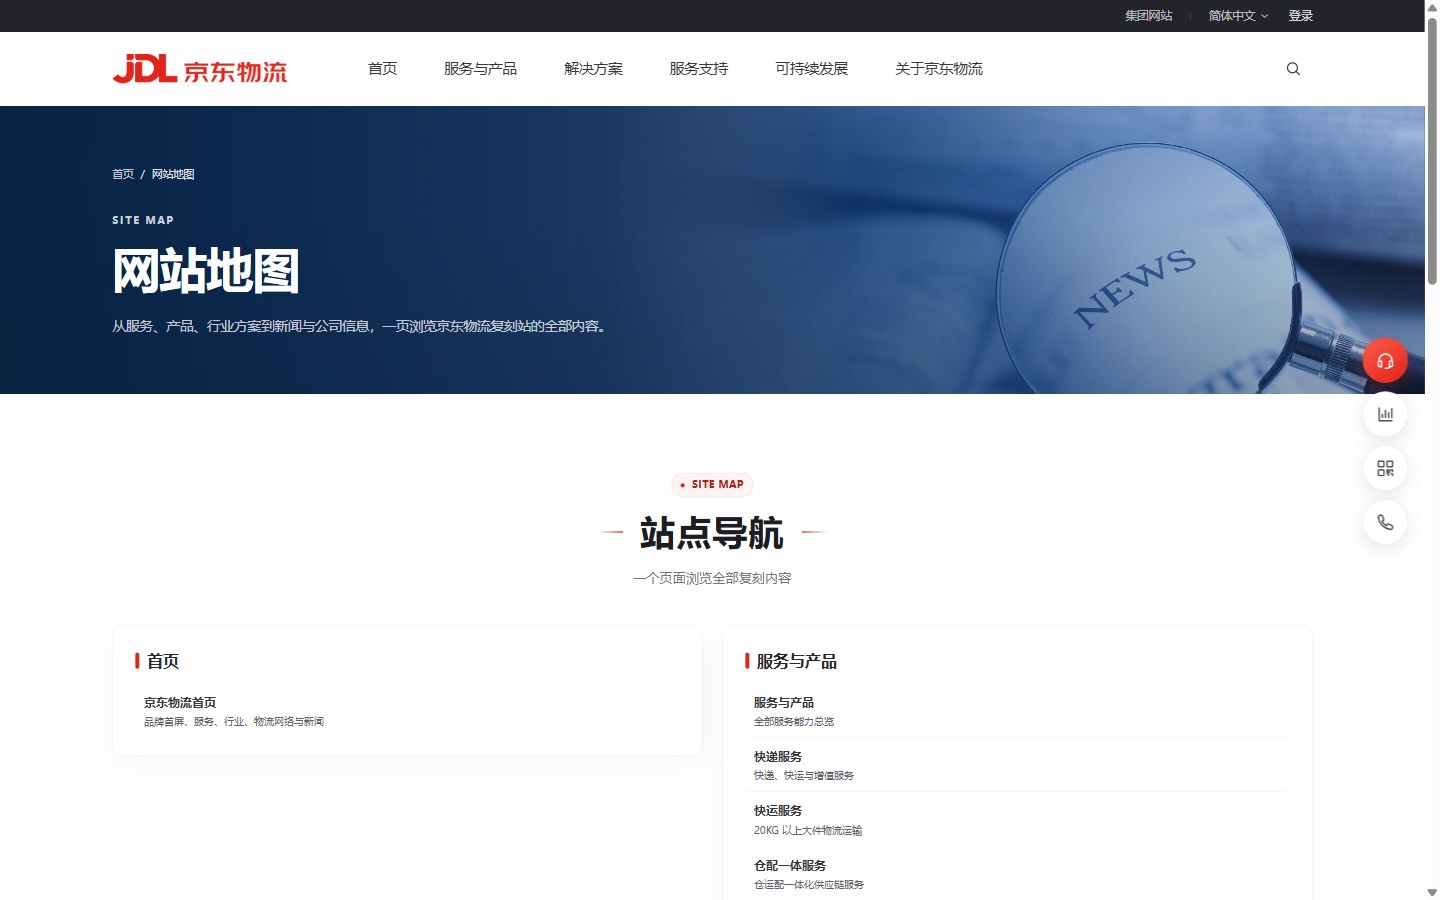 集团网站
简体中文
登录
JDL 京东物流
首页
服务与产品
解决方案
服务支持
可持续发展
关于京东物流
首页 / 网站地图
SITE MAP
网站地图
从服务、产品、行业方案到新闻与公司信息，一页浏览京东物流复刻站的全部内容。
NEWS
SITE MAP
站点导航
一个页面浏览全部复刻内容
首页
京东物流首页
品牌首屏、服务、行业、物流网络与新闻
服务与产品
服务与产品
全部服务能力总览
快递服务
快递、快运与增值服务
快运服务
20KG 以上大件物流运输
仓配一体服务
仓运配一体化供应链服务